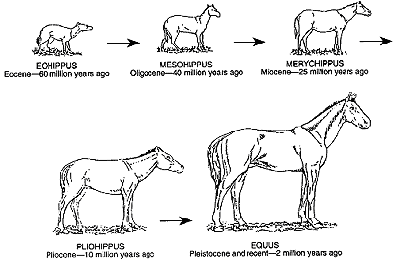 EOHIPPUS
Eocene—60 million years ago
MESOHIPPUS
Oligocene—40 million years ago
MERYCHIPPUS
Miocene—25 million years ago
PLIOHIPPUS
Pliocene—10 million years ago
EQUUS
Pleistocene and recent—2 million years ago